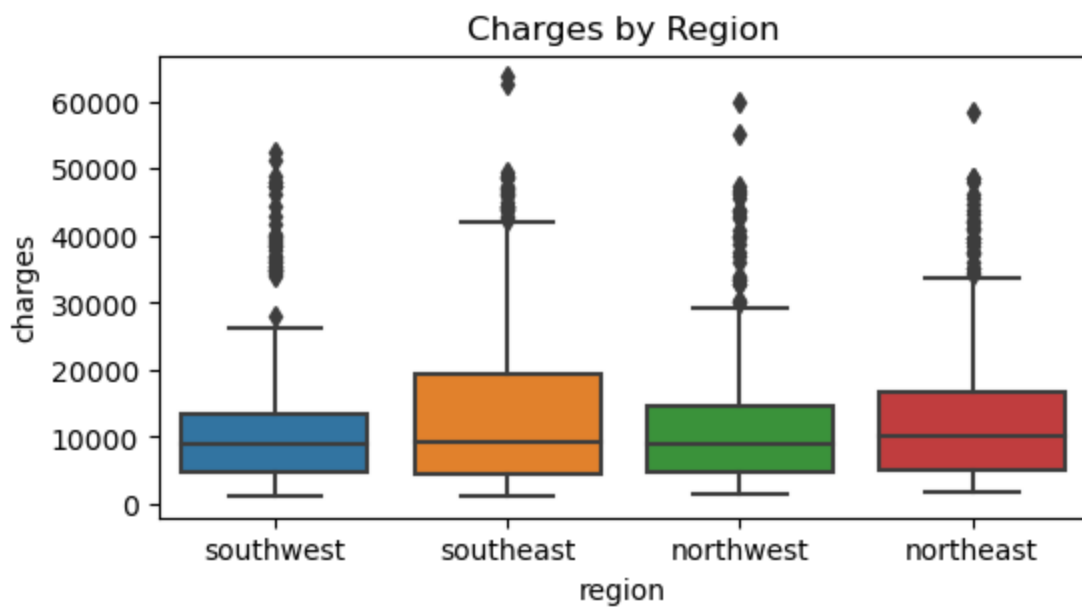 Charges by Region
charges
60000
50000
40000
30000
20000
10000
0
southwest southeast northwest northeast
region